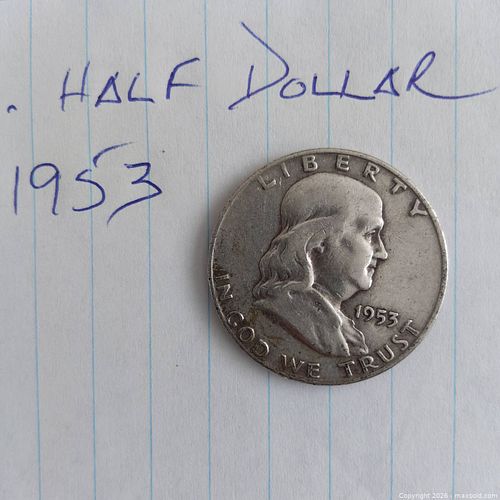 . HALF DOLLAR
1953
LIBERTY
1953
IN GOD WE TRUST
Copyright 2026 - maxsold.com